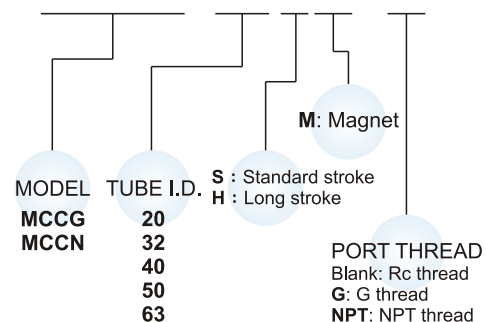 M: Magnet
MODEL
MCCG
MCCN
TUBE I.D.
20
32
40
50
63
S : Standard stroke
H : Long stroke
PORT THREAD
Blank: Rc thread
G: G thread
NPT: NPT thread